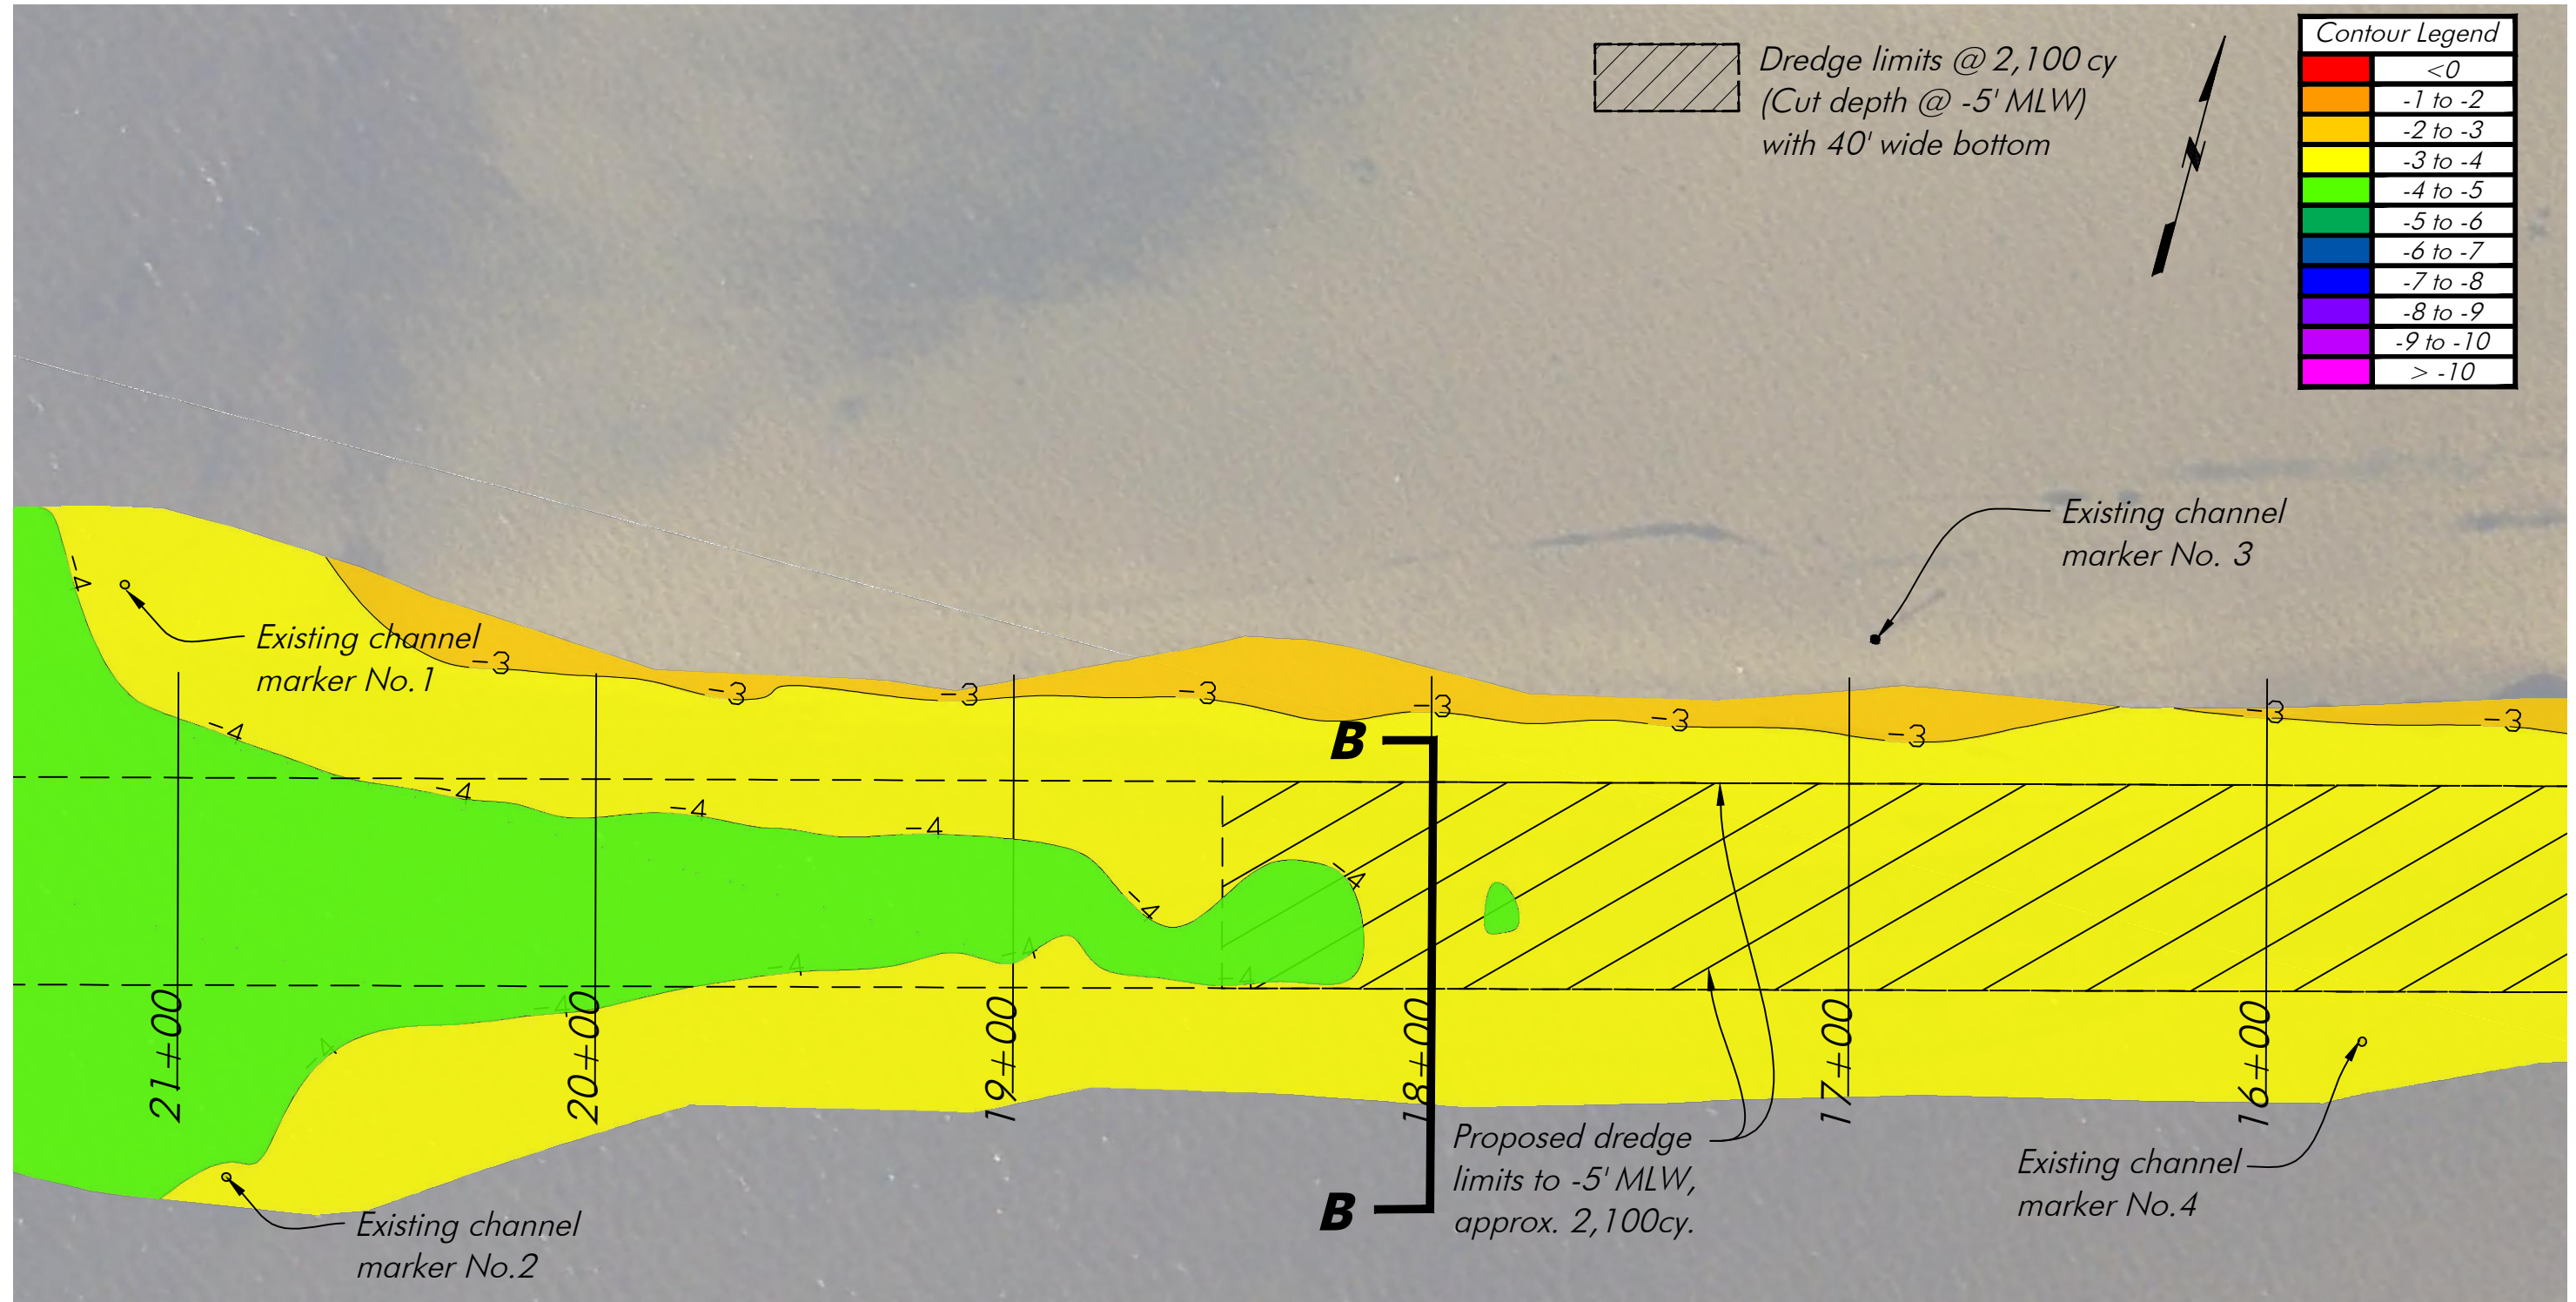 Dredge limits @ 2,100 cy
(Cut depth @ -5' MLW)
with 40' wide bottom
N
Contour Legend
<0
-1 to -2
-2 to -3
-3 to -4
-4 to -5
-5 to -6
-6 to -7
-7 to -8
-8 to -9
-9 to -10
> -10
Existing channel
marker No. 3
-4
Existing channel
marker No.1
-3
-3
-3
-3
-3
-3
-3
-3
-3
-4
-4
-4
-4
-4
-4
B
-4
-4
-4
-4
-4
21+00
20+00
19+00
18+00
17+00
16+00
B
Proposed dredge
limits to -5' MLW,
approx. 2,100cy.
Existing channel
marker No.4
Existing channel
marker No.2